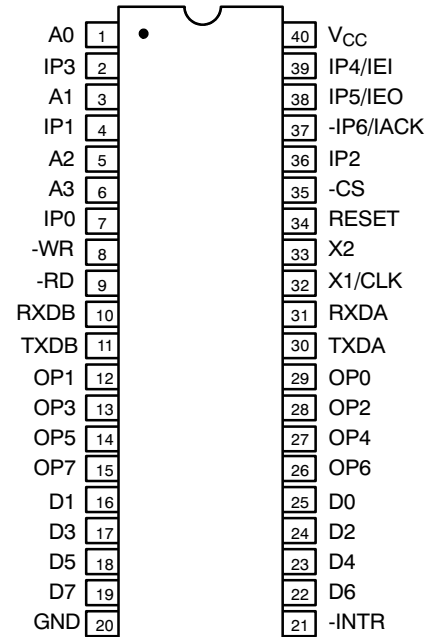 A0 1 40 VCC
IP3 2 39 IP4/IEI
A1 3 38 IP5/IEO
IP1 4 37 -IP6/IACK
A2 5 36 IP2
A3 6 35 -CS
IP0 7 34 RESET
-WR 8 33 X2
-RD 9 32 X1/CLK
RXDB 10 31 RXDA
TXDB 11 30 TXDA
OP1 12 29 OP0
OP3 13 28 OP2
OP5 14 27 OP4
OP7 15 26 OP6
D1 16 25 D0
D3 17 24 D2
D5 18 23 D4
D7 19 22 D6
GND 20 21 -INTR